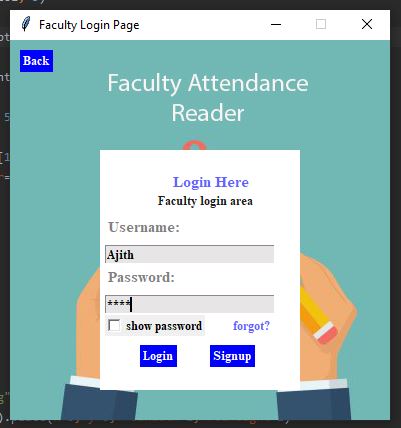 Faculty Login Page
Back
Faculty Attendance
Reader
Login Here
Faculty login area
Username:
Ajith
Password:
****
show password
forgot?
Login
Signup